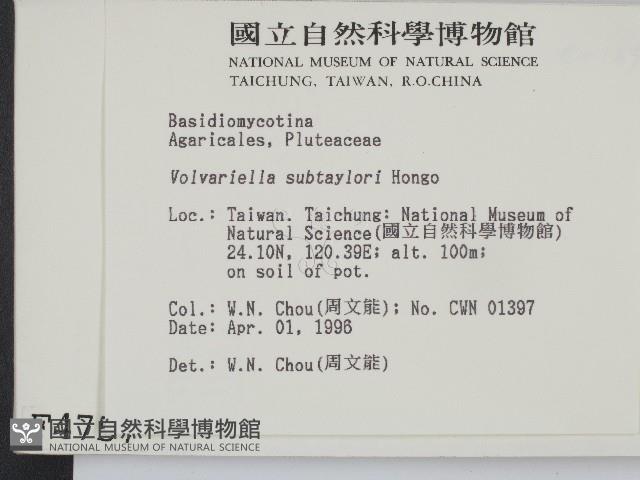 國立自然科學博物館
NATIONAL MUSEUM OF NATURAL SCIENCE
TAICHUNG, TAIWAN, R.O.CHINA
Basidiomycotina
Agaricales, Pluteaceae
Volvariella subtaylori Hongo
Loc.: Taiwan. Taichung: National Museum of
Natural Science(國立自然科學博物館)
24.10N, 120.39E; alt. 100m;
on soil of pot.
Col.: W.N. Chou(周文能); No. CWN 01397
Date: Apr. 01, 1996
Det.: W.N. Chou(周文能)
國立自然科學博物館
NATIONAL MUSEUM OF NATURAL SCIENCE